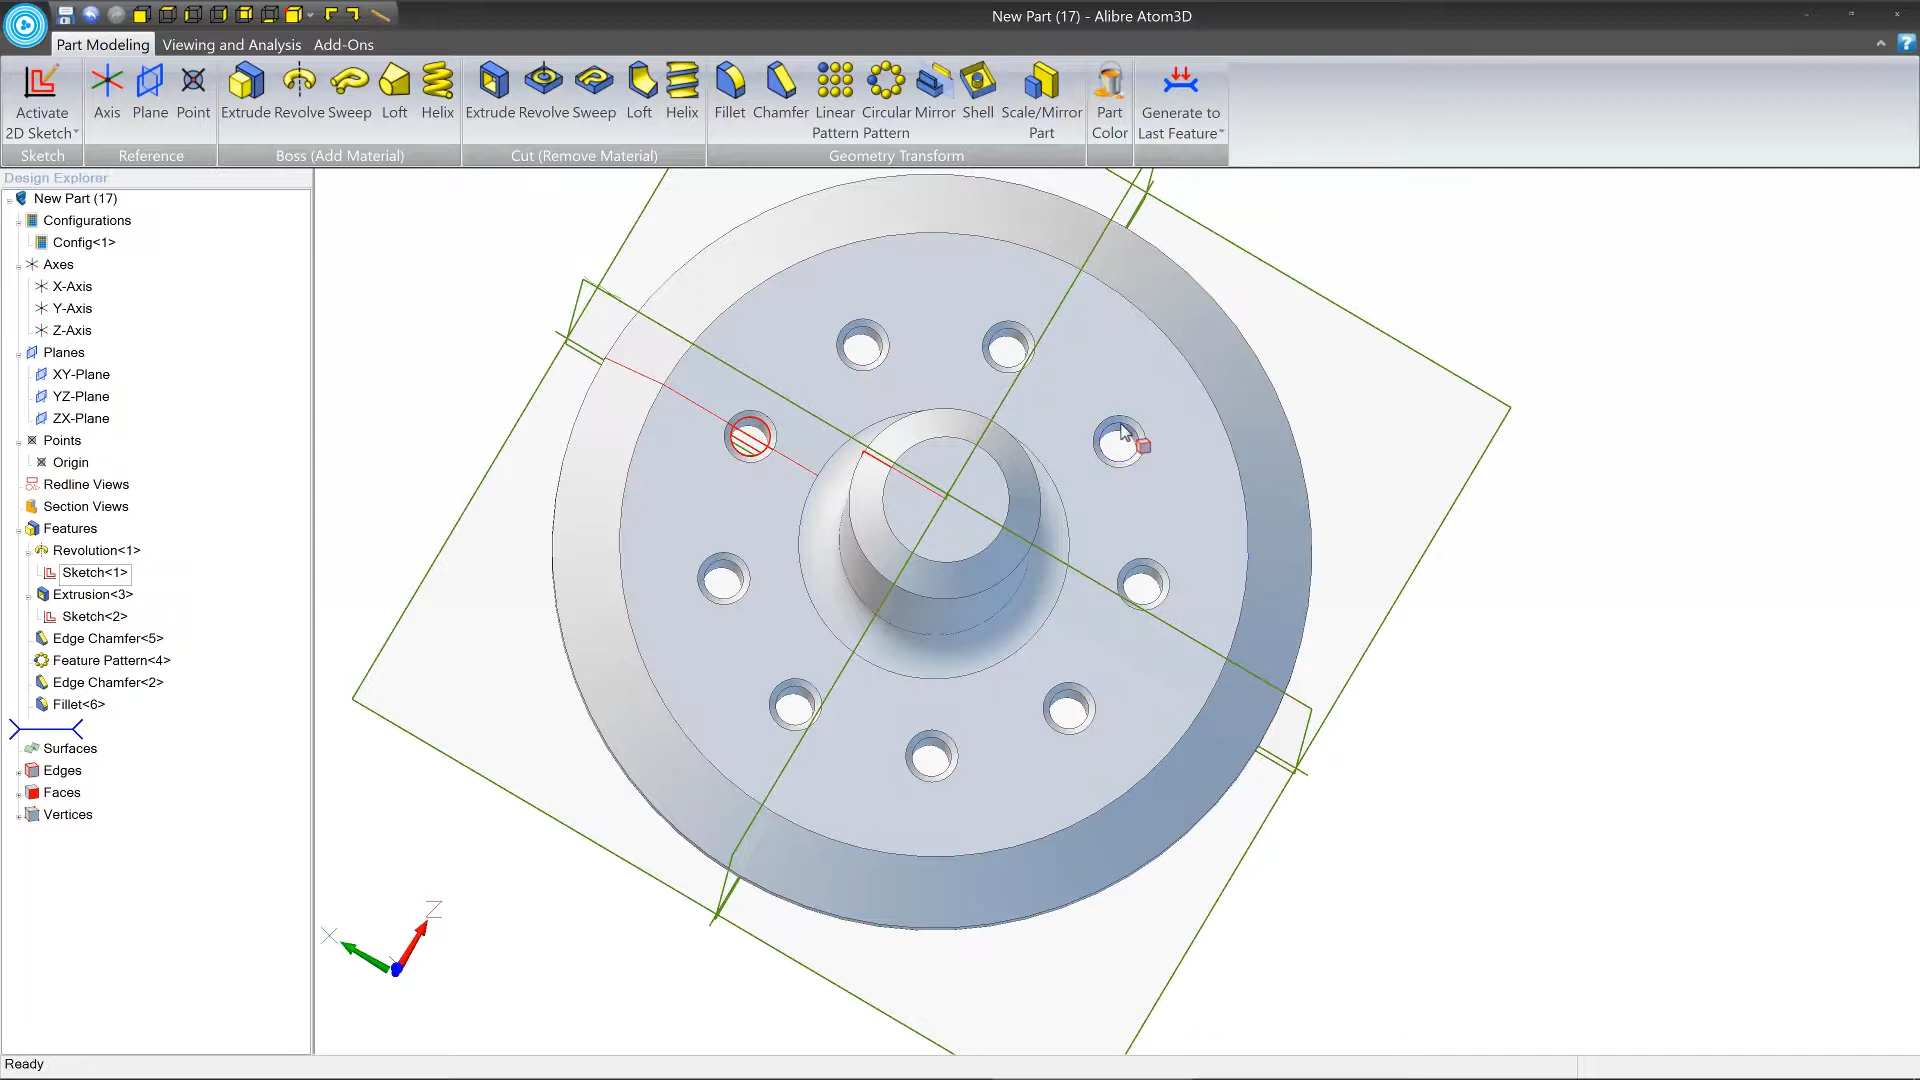 New Part (17) - Alibre Atom3D
Part Modeling Viewing and Analysis Add-Ons
Activate 2D Sketch
Axis Plane Point
Extrude Revolve Sweep Loft Helix
Extrude Revolve Sweep Loft Helix
Fillet Chamfer Linear Pattern Circular Pattern Mirror Shell Scale/Mirror Part
Part Color
Generate to Last Feature
Sketch Reference Boss (Add Material) Cut (Remove Material) Geometry Transform
Design Explorer
New Part (17)
Configurations
Config<1>
Axes
X-Axis
Y-Axis
Z-Axis
Planes
XY-Plane
YZ-Plane
ZX-Plane
Points
Origin
Redline Views
Section Views
Features
Revolution<1>
Sketch<1>
Extrusion<3>
Sketch<2>
Edge Chamfer<5>
Feature Pattern<4>
Edge Chamfer<2>
Fillet<6>
Surfaces
Edges
Faces
Vertices
Z
X
Ready